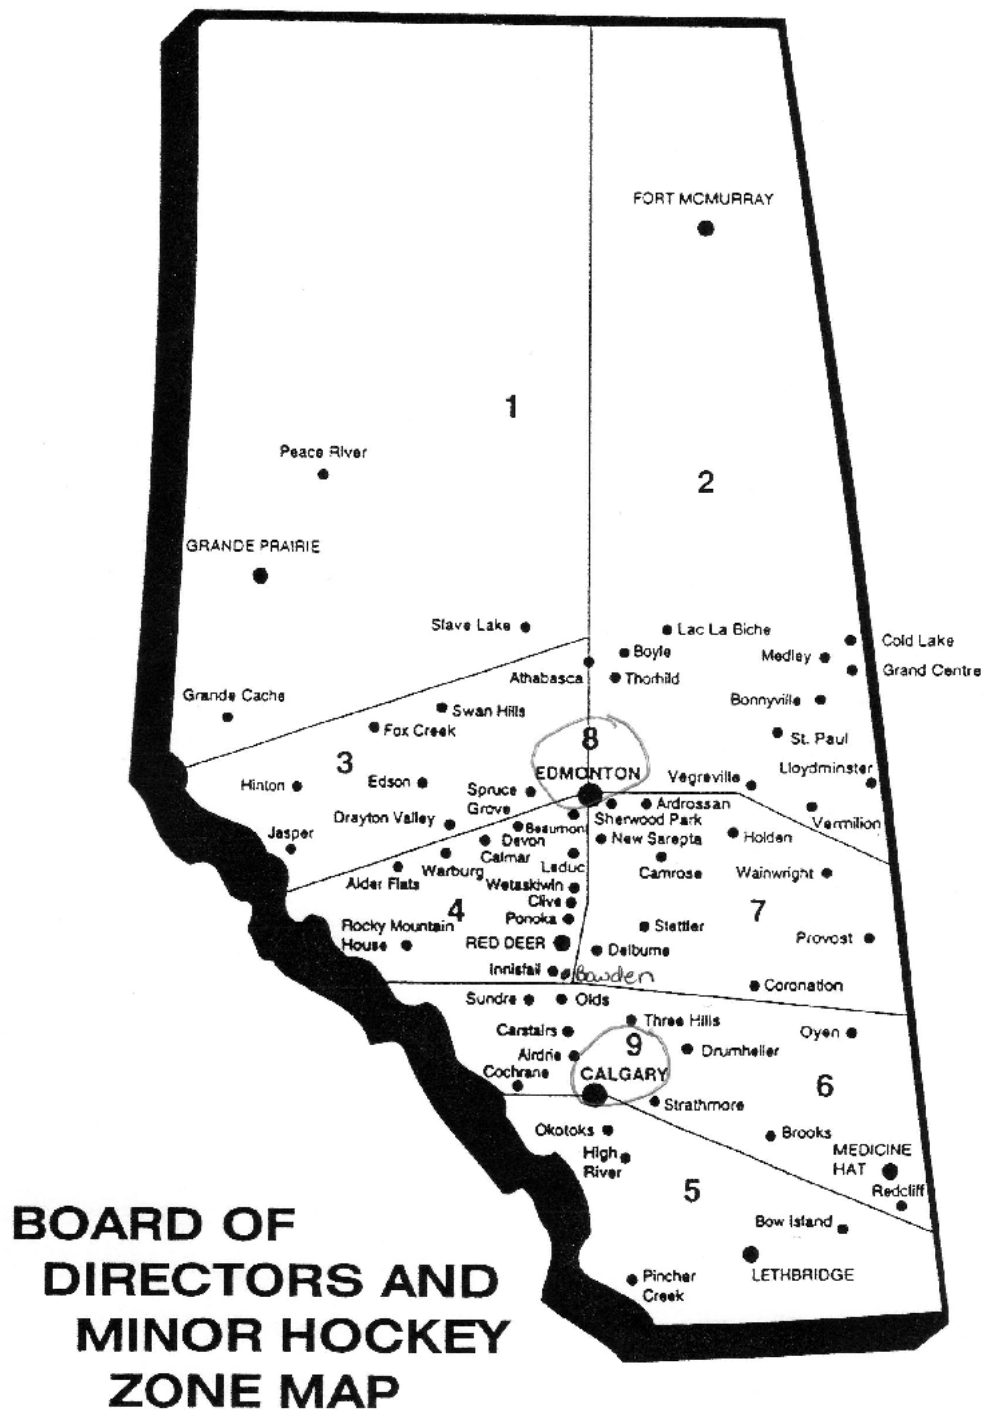 FORT MCMURRAY
1
Peace River
2
GRANDE PRAIRIE
Slave Lake
Lac La Biche
Cold Lake
Boyle
Medley
Grand Centre
Athabasca
Thorhild
Grande Cache
Swan Hills
Bonnyville
Fox Creek
8
St. Paul
3
EDMONTON
Lloydminster
Hinton
Edson
Spruce
Grove
Vegreville
Ardrossan
Sherwood Park
Vermilion
Drayton Valley
Beaumont
Jasper
Devon
New Sarepta
Holden
Calmar
Leduc
Warburg
Camrose
Wainwright
Alder Flats
Wetaskiwin
Clive
4
7
Ponoka
Rocky Mountain
House
Stettler
RED DEER
Provost
Delburne
Innisfail
Bowden
Coronation
Sundre
Olds
Three Hills
Carstairs
Oyen
9
Airdrie
Drumheller
Cochrane
CALGARY
6
Strathmore
Okotoks
Brooks
High
River
MEDICINE
HAT
5
Redcliff
Bow Island
LETHBRIDGE
Pincher
Creek
BOARD OF
DIRECTORS AND
MINOR HOCKEY
ZONE MAP